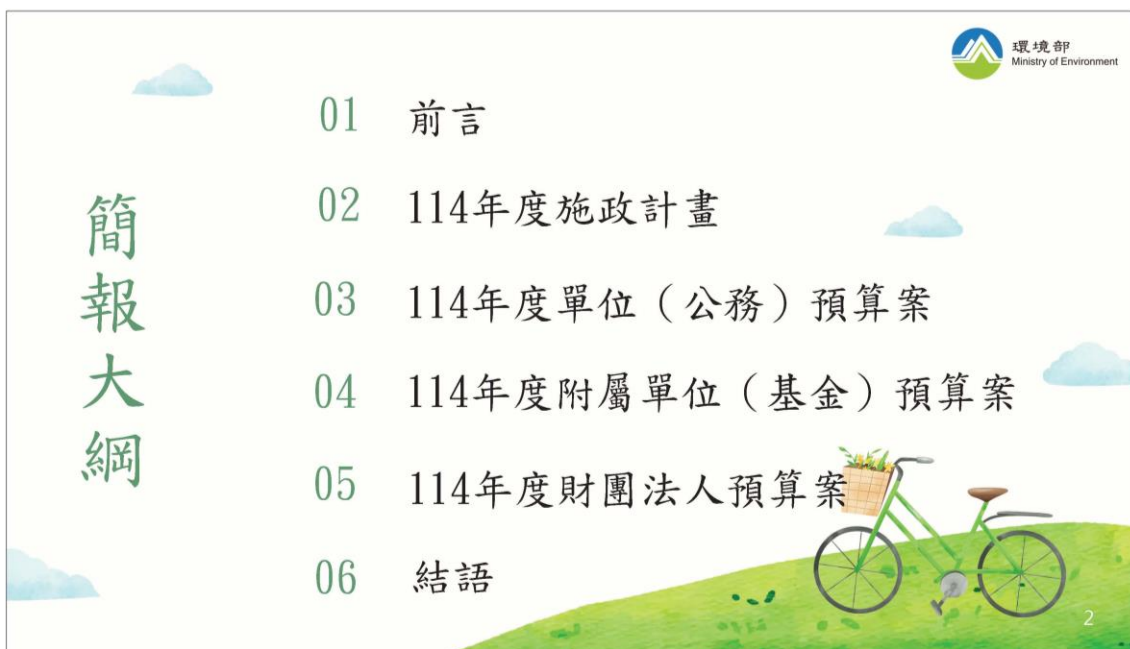 環境部
Ministry of Environment
簡報大綱
01 前言
02 114年度施政計畫
03 114年度單位（公務）預算案
04 114年度附屬單位（基金）預算案
05 114年度財團法人預算案
06 結語
2